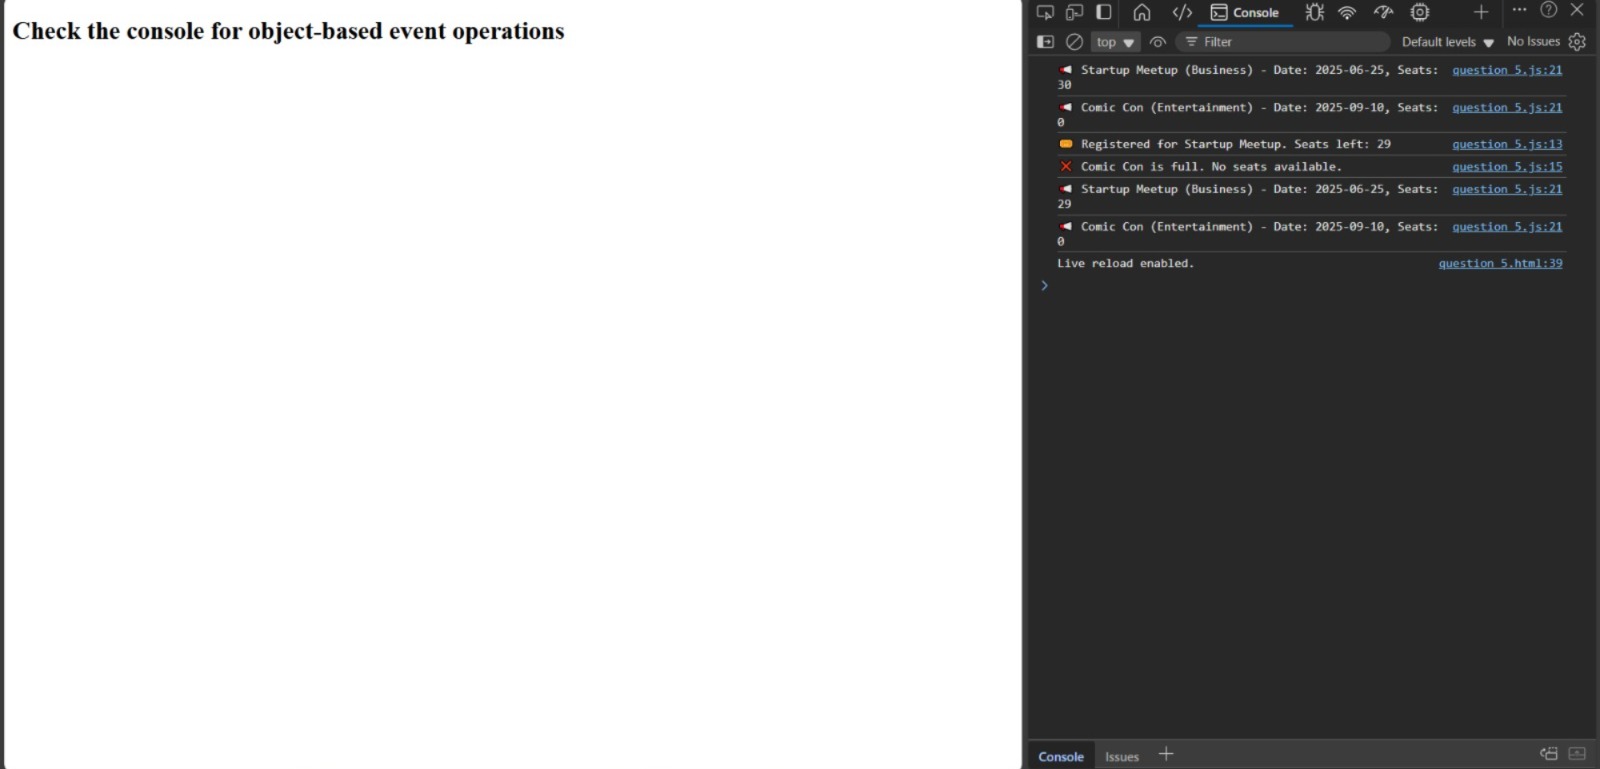 Check the console for object-based event operations
Console
top
Filter
Default levels
No Issues
📢 Startup Meetup (Business) - Date: 2025-06-25, Seats: question 5.js:21
30
📢 Comic Con (Entertainment) - Date: 2025-09-10, Seats: question 5.js:21
0
🎟️ Registered for Startup Meetup. Seats left: 29 question 5.js:13
❌ Comic Con is full. No seats available. question 5.js:15
📢 Startup Meetup (Business) - Date: 2025-06-25, Seats: question 5.js:21
29
📢 Comic Con (Entertainment) - Date: 2025-09-10, Seats: question 5.js:21
0
Live reload enabled. question 5.html:39
Console Issues